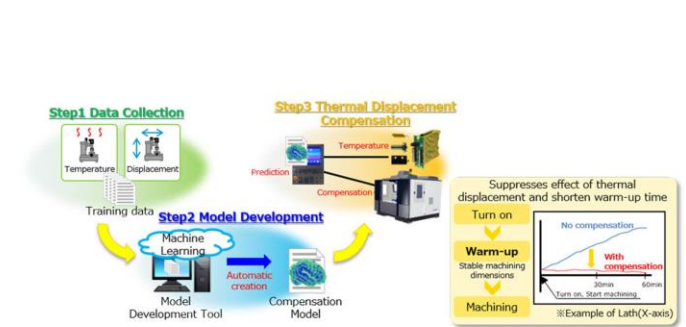 Step1 Data Collection
Temperature
Displacement
Training data
Step2 Model Development
Machine
Learning
Model
Development Tool
Automatic
creation
Compensation
Model
Step3 Thermal Displacement
Compensation
Temperature
Prediction
Compensation
Suppresses effect of thermal
displacement and shorten warm-up time
Turn on
Warm-up
Stable machining
dimensions
Machining
No compensation
With
compensation
30min
60min
Turn on, Start machining
※Example of Lath(X-axis)